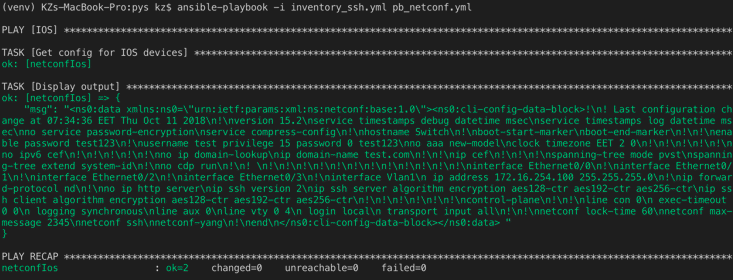 (venv) KZs-MacBook-Pro:pys kz$ ansible-playbook -i inventory_ssh.yml pb_netconf.yml
PLAY [IOS] *****************************************************************************************************
TASK [Get config for IOS devices] ******************************************************************************
ok: [netconfIos]
TASK [Display output] ******************************************************************************************
ok: [netconfIos] => {
    "msg": "<ns0:data xmlns:ns0=\"urn:ietf:params:xml:ns:netconf:base:1.0\"><ns0:cli-config-data-block>!\n! Last configuration ch
ange at 07:34:36 EET Thu Oct 11 2018\n!\nversion 15.2\nservice timestamps debug datetime msec\nservice timestamps log datetime ms
ec\nno service password-encryption\nservice compress-config\n!\nhostname Switch\n!\nboot-start-marker\nboot-end-marker\n!\n!\nena
ble password test123\n!\nusername test privilege 15 password 0 test123\nno aaa new-model\nclock timezone EET 2 0\n!\n!\n!\n!\n!\n
no ipv6 cef\n!\n!\n!\nno ip domain-lookup\nip domain-name test.com\n!\n!\nip cef\n!\n!\n!\nspanning-tree mode pvst\nspanni
ng-tree extend system-id\n!\nno cdp run\n!\n! \n!\n!\n!\n!\n!\n!\n!\n!\n!\n!\n!\ninterface Ethernet0/0\n!\ninterface Ethernet0/
1\n!\ninterface Ethernet0/2\n!\ninterface Ethernet0/3\n!\ninterface Vlan1\n ip address 172.16.254.100 255.255.255.0\n!\nip forwar
d-protocol nd\n!\nno ip http server\nip ssh version 2\nip ssh server algorithm encryption aes128-ctr aes192-ctr aes256-ctr\nip ss
h client algorithm encryption aes128-ctr aes192-ctr aes256-ctr\n!\n!\n!\n!\n!\ncontrol-plane\n!\n!\nline con 0\n exec-timeout
0 0\n logging synchronous\nline aux 0\nline vty 0 4\n login local\n transport input all\n!\n!\nnetconf lock-time 60\nnetconf max-
message 2345\nnetconf ssh\nnetconf-yang\n!\nend\n</ns0:cli-config-data-block></ns0:data> "
}
PLAY RECAP *****************************************************************************************************
netconfIos                 : ok=2    changed=0    unreachable=0    failed=0